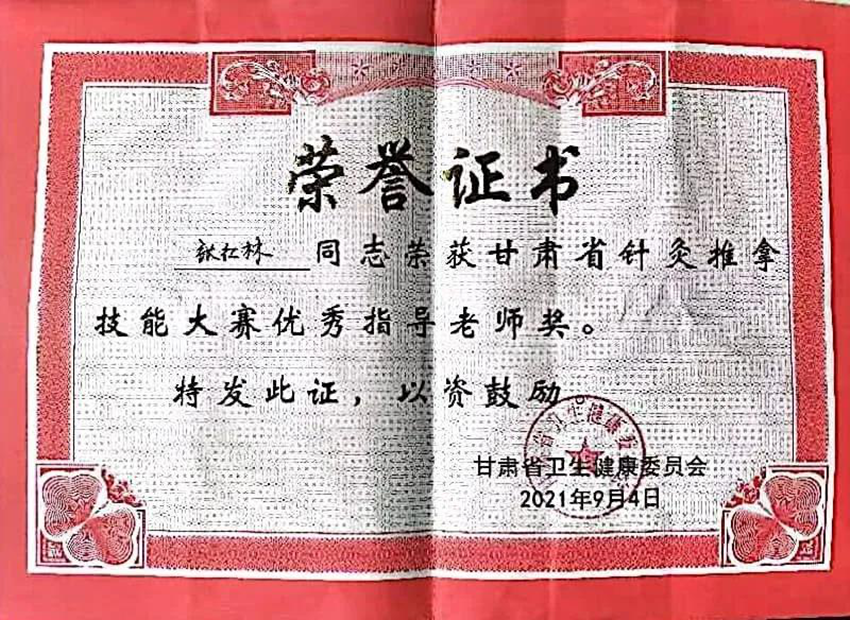 荣誉证书
张红林 同志荣获甘肃省针灸推拿
技能大赛优秀指导老师奖。
特发此证，以资鼓励。
甘肃省卫生健康委员会
2021年9月4日